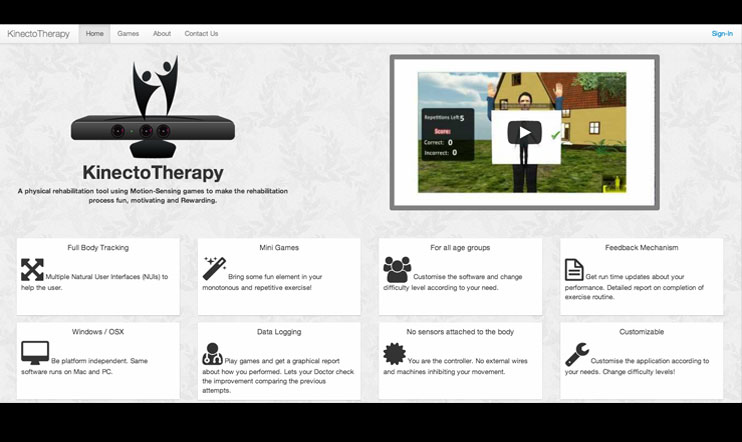 KinectoTherapy Home Games About Contact Us Sign-In
Repetitions Left 5
Score:
Correct: 0
Incorrect: 0
KinectoTherapy
A physical rehabilitation tool using Motion-Sensing games to make the rehabilitation
process fun, motivating and Rewarding.
Full Body Tracking
Multiple Natural User Interfaces (NUIs) to
help the user.
Mini Games
Bring some fun element in your
monotonous and repetitive exercise!
For all age groups
Customise the software and change
difficulty level according to your need.
Feedback Mechanism
Get run time updates about your
performance. Detailed report on completion of
exercise routine.
Windows / OSX
Be platform independent. Same
software runs on Mac and PC.
Data Logging
Play games and get a graphical report
about how you performed. Lets your Doctor check
the improvement comparing the previous
attempts.
No sensors attached to the body
You are the controller. No external wires
and machines inhibiting your movement.
Customizable
Customise the application according to
your needs. Change difficulty levels!